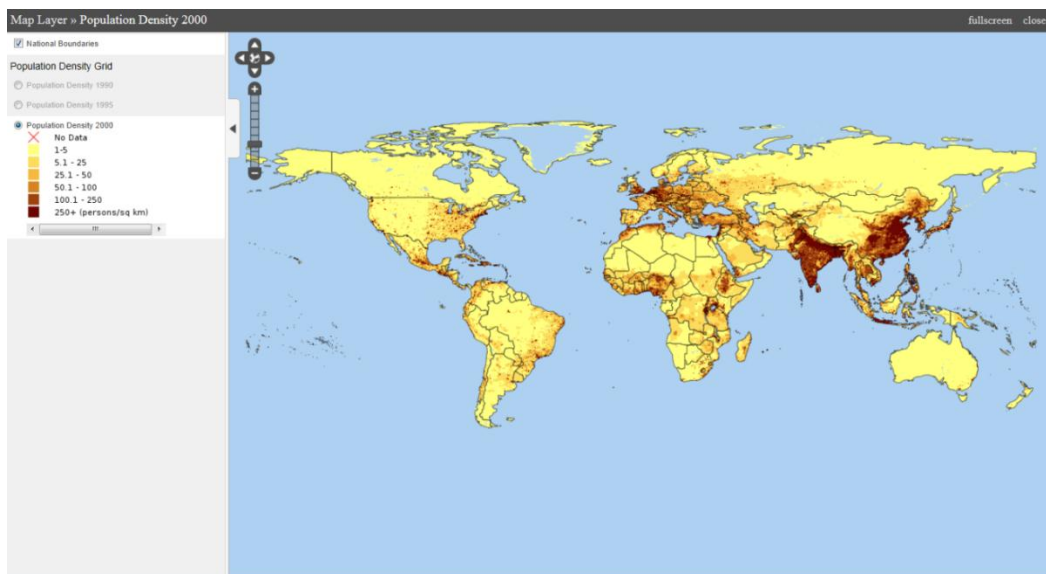 Map Layer » Population Density 2000
fullscreen close
National Boundaries
Population Density Grid
Population Density 1990
Population Density 1995
Population Density 2000
No Data
1-5
5.1 - 25
25.1 - 50
50.1 - 100
100.1 - 250
250+ (persons/sq km)